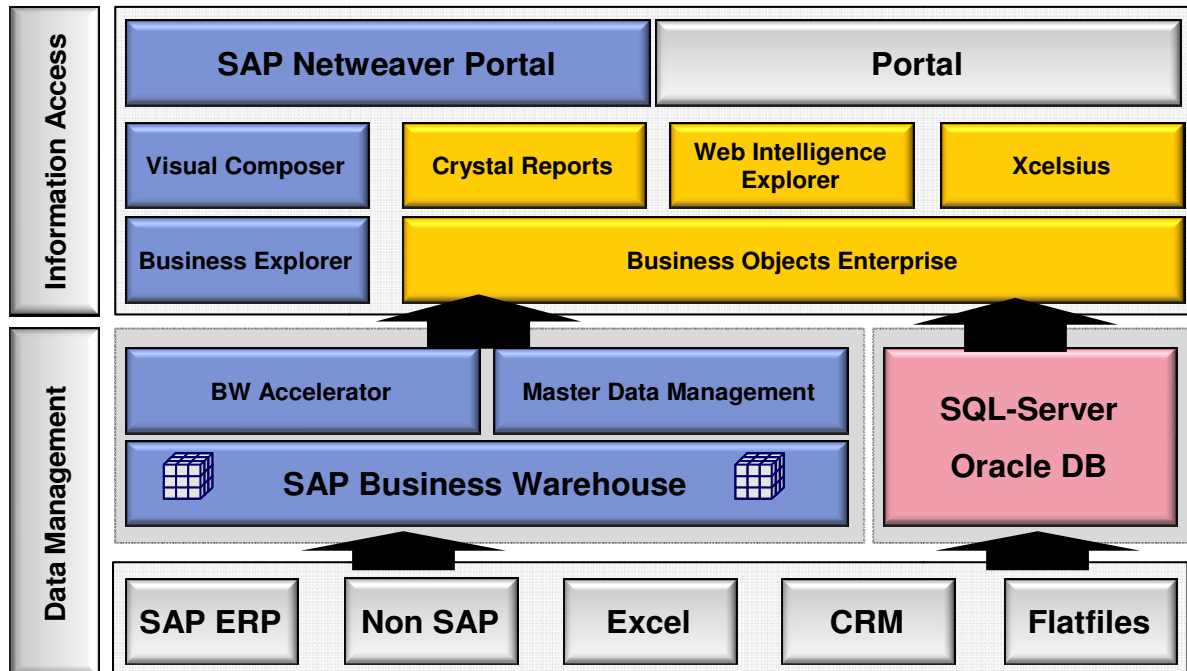 Information Access
SAP Netweaver Portal
Portal
Visual Composer
Crystal Reports
Web Intelligence
Explorer
Xcelsius
Business Explorer
Business Objects Enterprise
Data Management
BW Accelerator
Master Data Management
SQL-Server
Oracle DB
SAP Business Warehouse
SAP ERP
Non SAP
Excel
CRM
Flatfiles